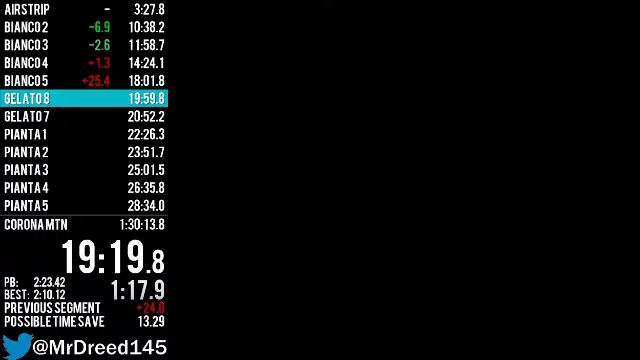 AIRSTRIP - 3:27.8
BIANCO 2 -6.9 10:38.2
BIANCO 3 -2.6 11:58.7
BIANCO 4 +1.3 14:24.1
BIANCO 5 +25.4 18:01.8
GELATO 8 19:59.8
GELATO 7 20:52.2
PIANTA 1 22:26.3
PIANTA 2 23:51.7
PIANTA 3 25:01.5
PIANTA 4 26:35.8
PIANTA 5 28:34.0
CORONA MTN 1:30:13.8
19:19.8
PB: 2:23.42
BEST: 2:10.12 1:17.9
PREVIOUS SEGMENT +24.0
POSSIBLE TIME SAVE 13.29
@MrDreed145